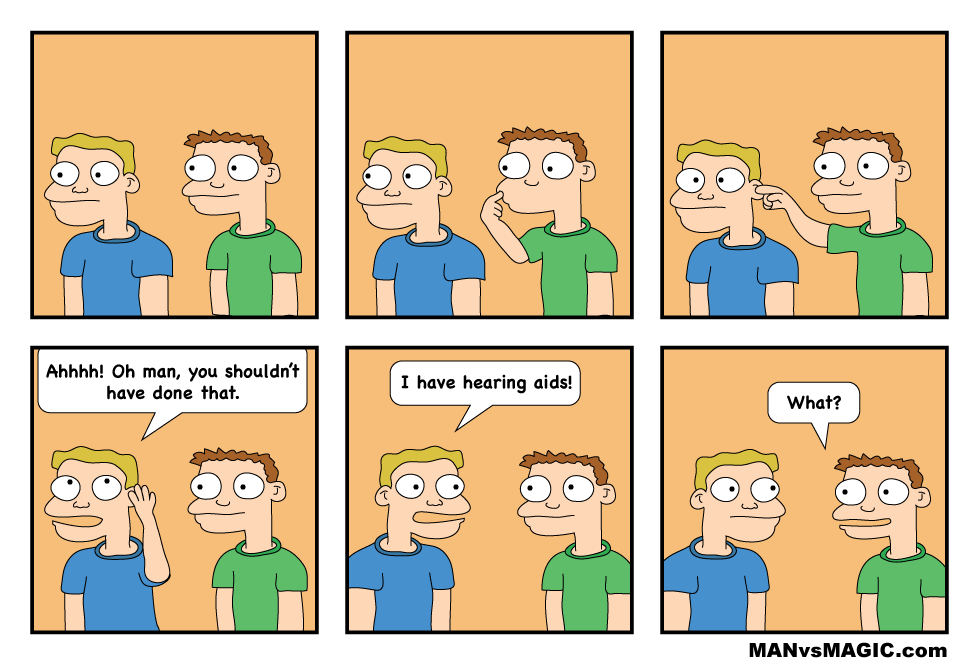 Ahhhh! Oh man, you shouldn't
have done that.
I have hearing aids!
What?
MANvsMAGIC.com